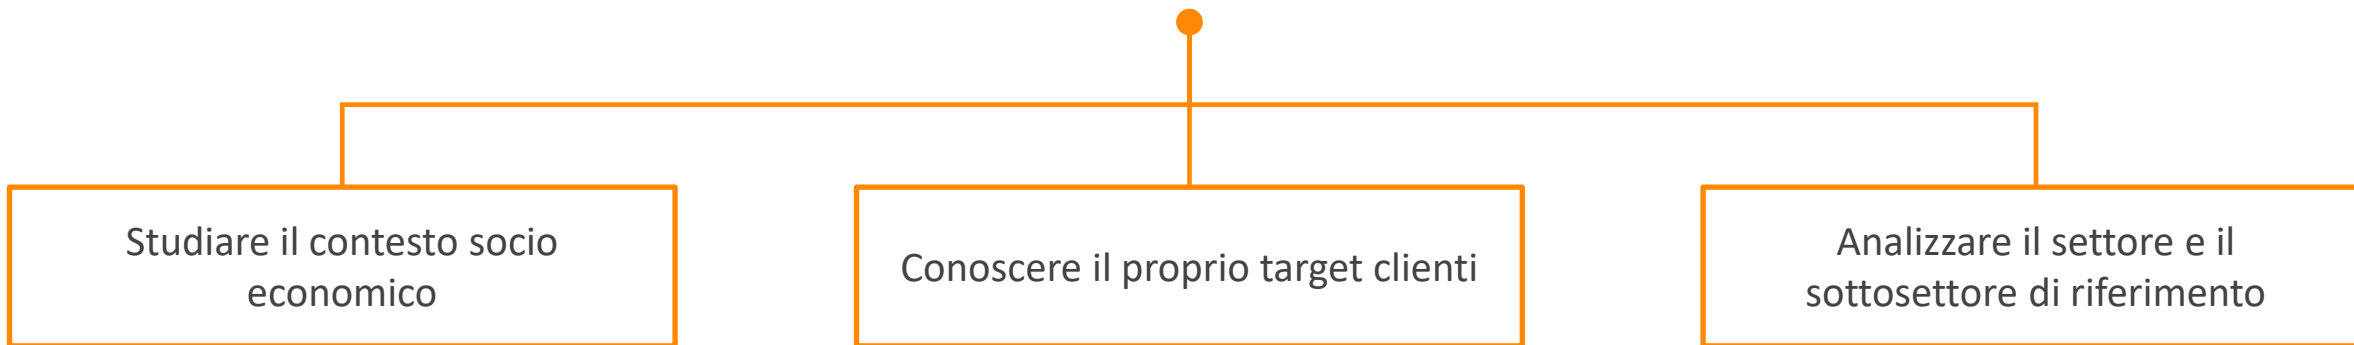 Studiare il contesto socio
economico
Conoscere il proprio target clienti
Analizzare il settore e il
sottosettore di riferimento